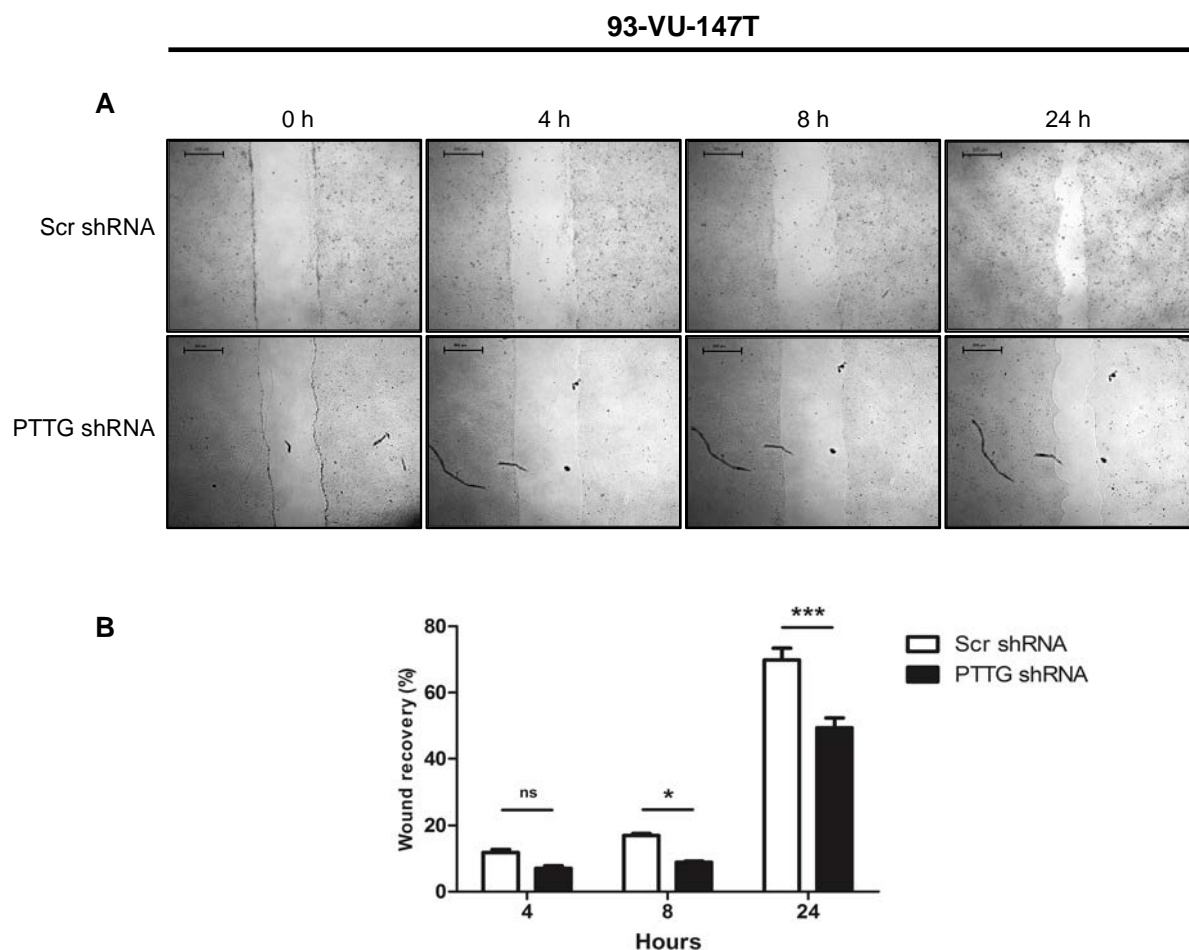 93-VU-147T
A
0 h 4 h 8 h 24 h
Scr shRNA
PTTG shRNA
B
Wound recovery (%)
80
60
40
20
0
ns
*
***
4 8 24
Hours
Scr shRNA
PTTG shRNA